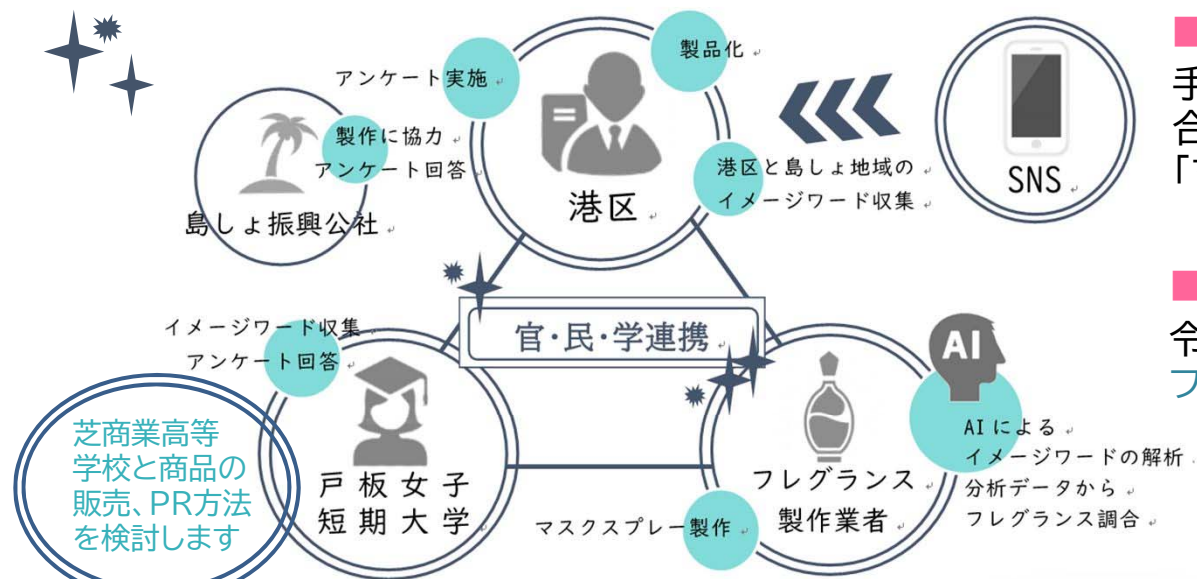 アンケート実施
製品化
製作に協力
アンケート回答
島しょ振興公社
港区
港区と島しょ地域の
イメージワード収集
SNS
手
合
「
官・民・学連携
イメージワード収集
アンケート回答
戸板女子
短期大学
芝商業高等
学校と商品の
販売、PR方法
を検討します
フレグランス
製作業者
マスクスプレー製作
AI
AIによる
イメージワードの解析
分析データから
フレグランス調合
令
フ